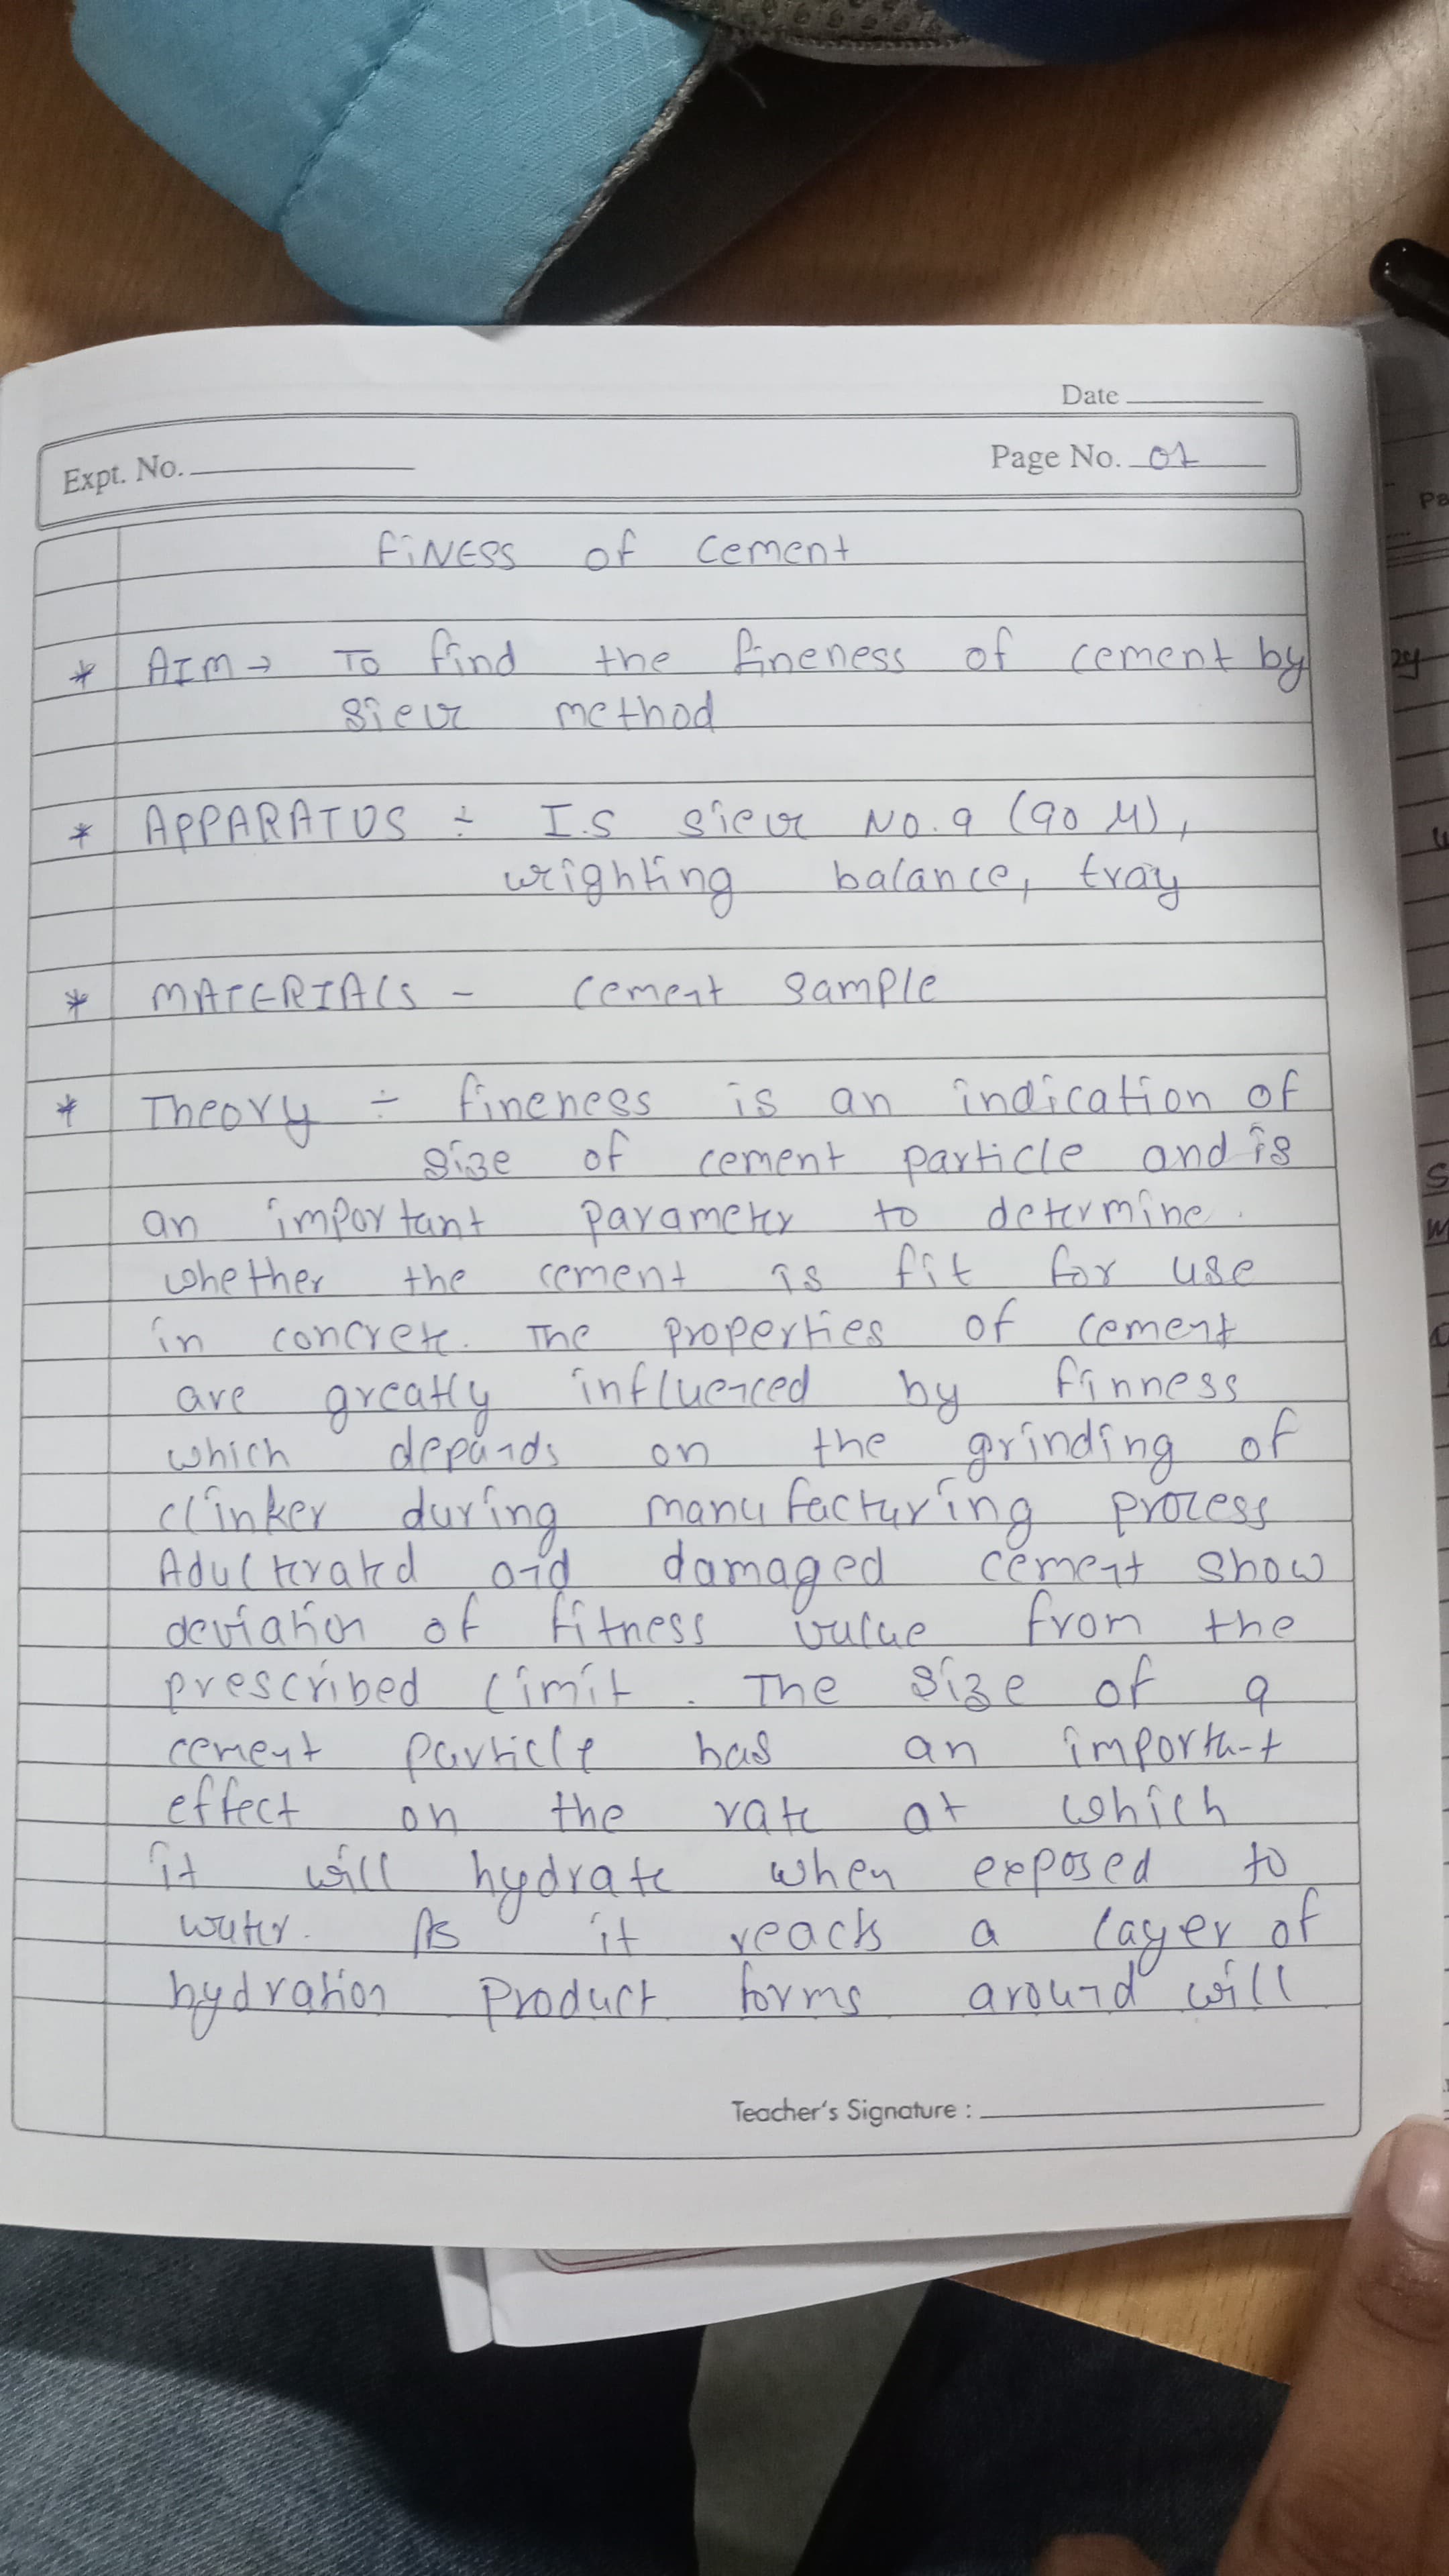 Date
Expt. No.
Page No. 01
FiNESS of cement
* AIM → To find the fineness of cement by
sieve method
* APPARATUS ÷ I.S sieve No. 9 (90 µ),
wrighting balance, tray
* MATERIALS - cement sample
* Theory ÷ fineness is an indication of
size of cement particle and is
an important parameter to determine.
whether the cement is fit for use
in concrete. The properties of cement
are greatly influenced by finness
which depends on the grinding of
clinker during manufacturing process
Adulterated and damaged cement show
deviation of fitness value from the
prescribed limit. The size of a
cement particle has an important
effect on the rate at which
it will hydrate when exposed to
water. As it reacts a layer of
hydration product forms around will
Teacher's Signature :